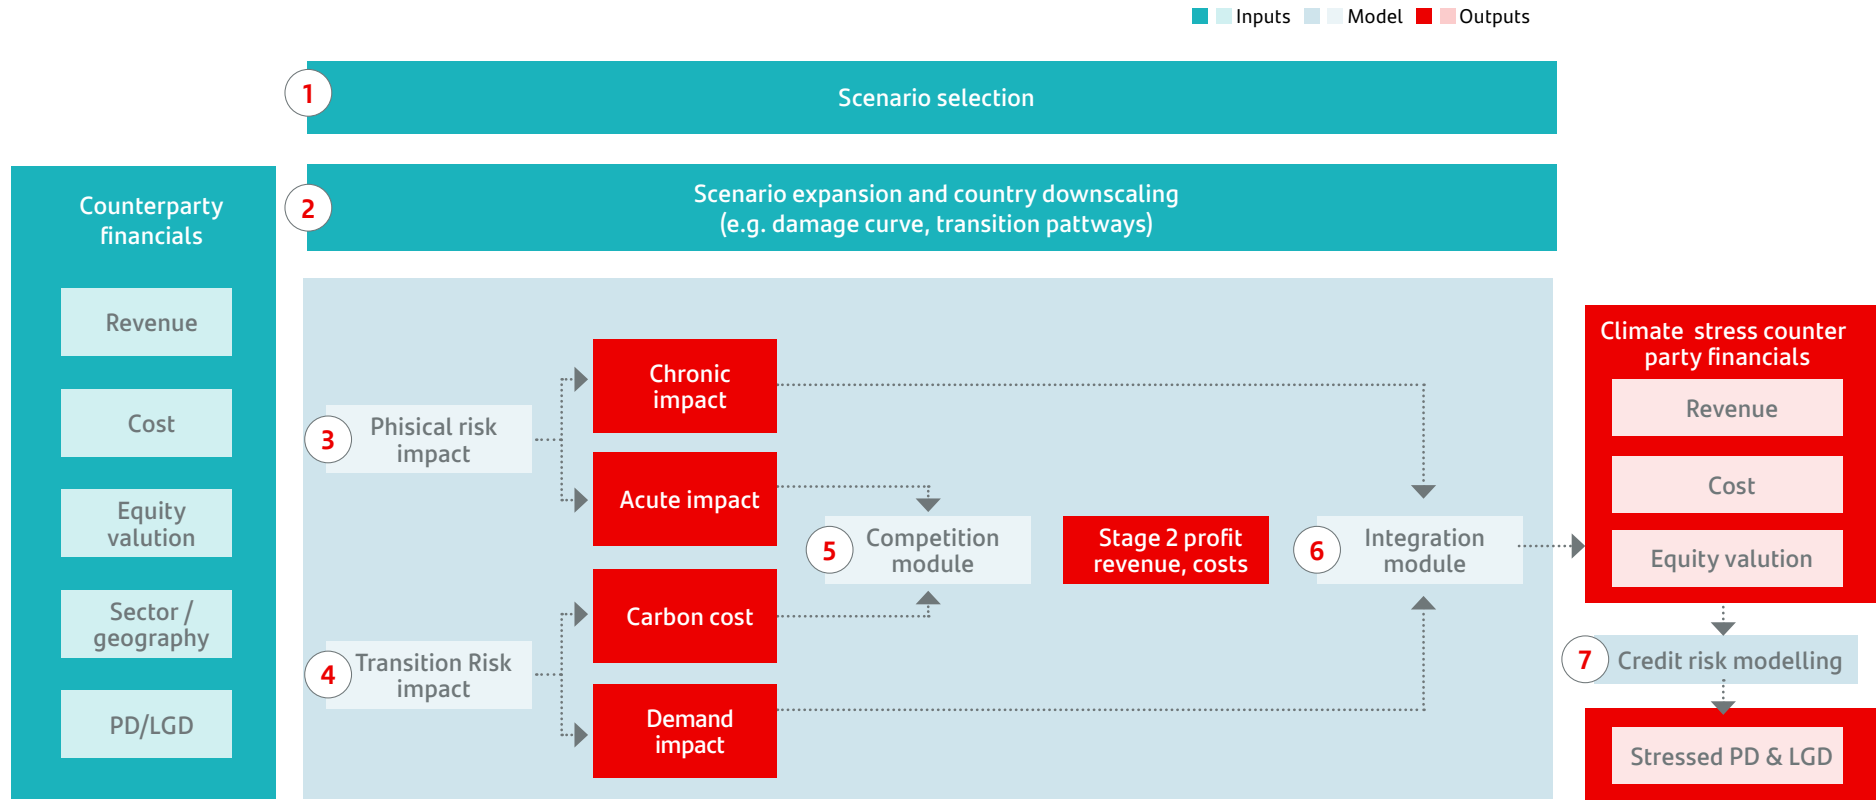 Inputs
Model
Outputs
1
Scenario selection
2
Scenario expansion and country downscaling
(e.g. damage curve, transition pattways)
Counterparty
financials
Revenue
Cost
Equity
valution
Sector /
geography
PD/LGD
3
Phisical risk
impact
4
Transition Risk
impact
Chronic
impact
Acute impact
Carbon cost
Demand
impact
5
Competition
module
Stage 2 profit
revenue, costs
6
Integration
module
Climate stress counter
party financials
Revenue
Cost
Equity valution
7
Credit risk modelling
Stressed PD & LGD